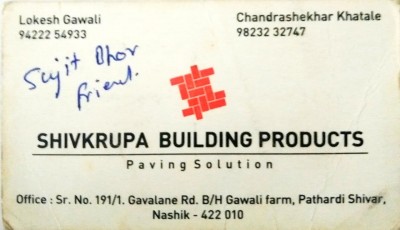 Lokesh Gawali
94222 54933
Chandrashekhar Khatale
98232 32747
Sujit Bhor
friend.
SHIVKRUPA BUILDING PRODUCTS
Paving Solution
Office : Sr. No. 191/1. Gavalane Rd. B/H Gawali farm, Pathardi Shivar,
Nashik - 422 010